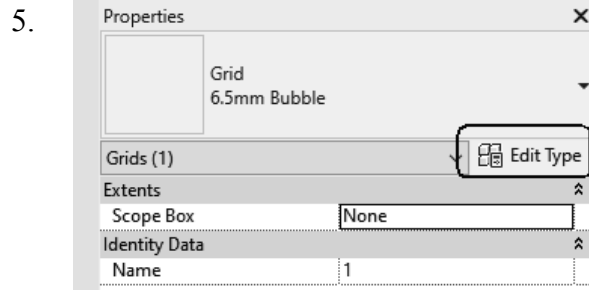 5.
Properties X
Grid
6.5mm Bubble
Grids (1) Edit Type
Extents
Scope Box None
Identity Data
Name 1